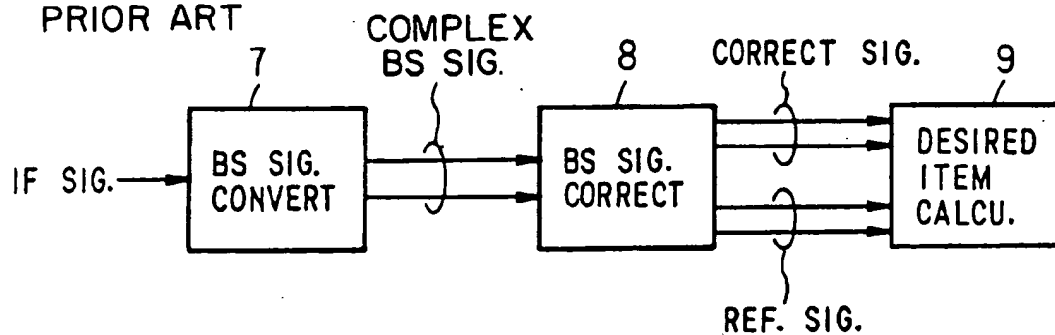 PRIOR ART
7
COMPLEX
BS SIG.
8
CORRECT SIG.
9
IF SIG.
BS SIG.
CONVERT
BS SIG.
CORRECT
DESIRED
ITEM
CALCU.
REF. SIG.